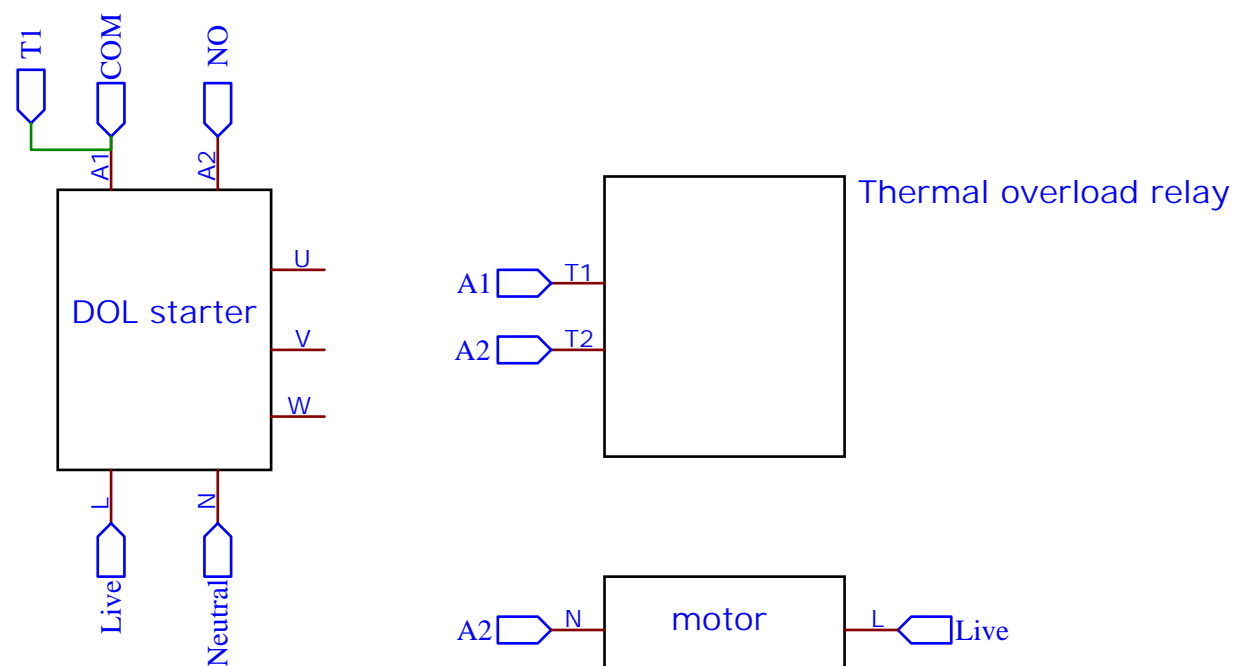 T1
COM
NO
A1
A2
Thermal overload relay
U
A1
T1
DOL starter
V
A2
T2
W
L
N
Live
Neutral
A2
N
motor
L
Live